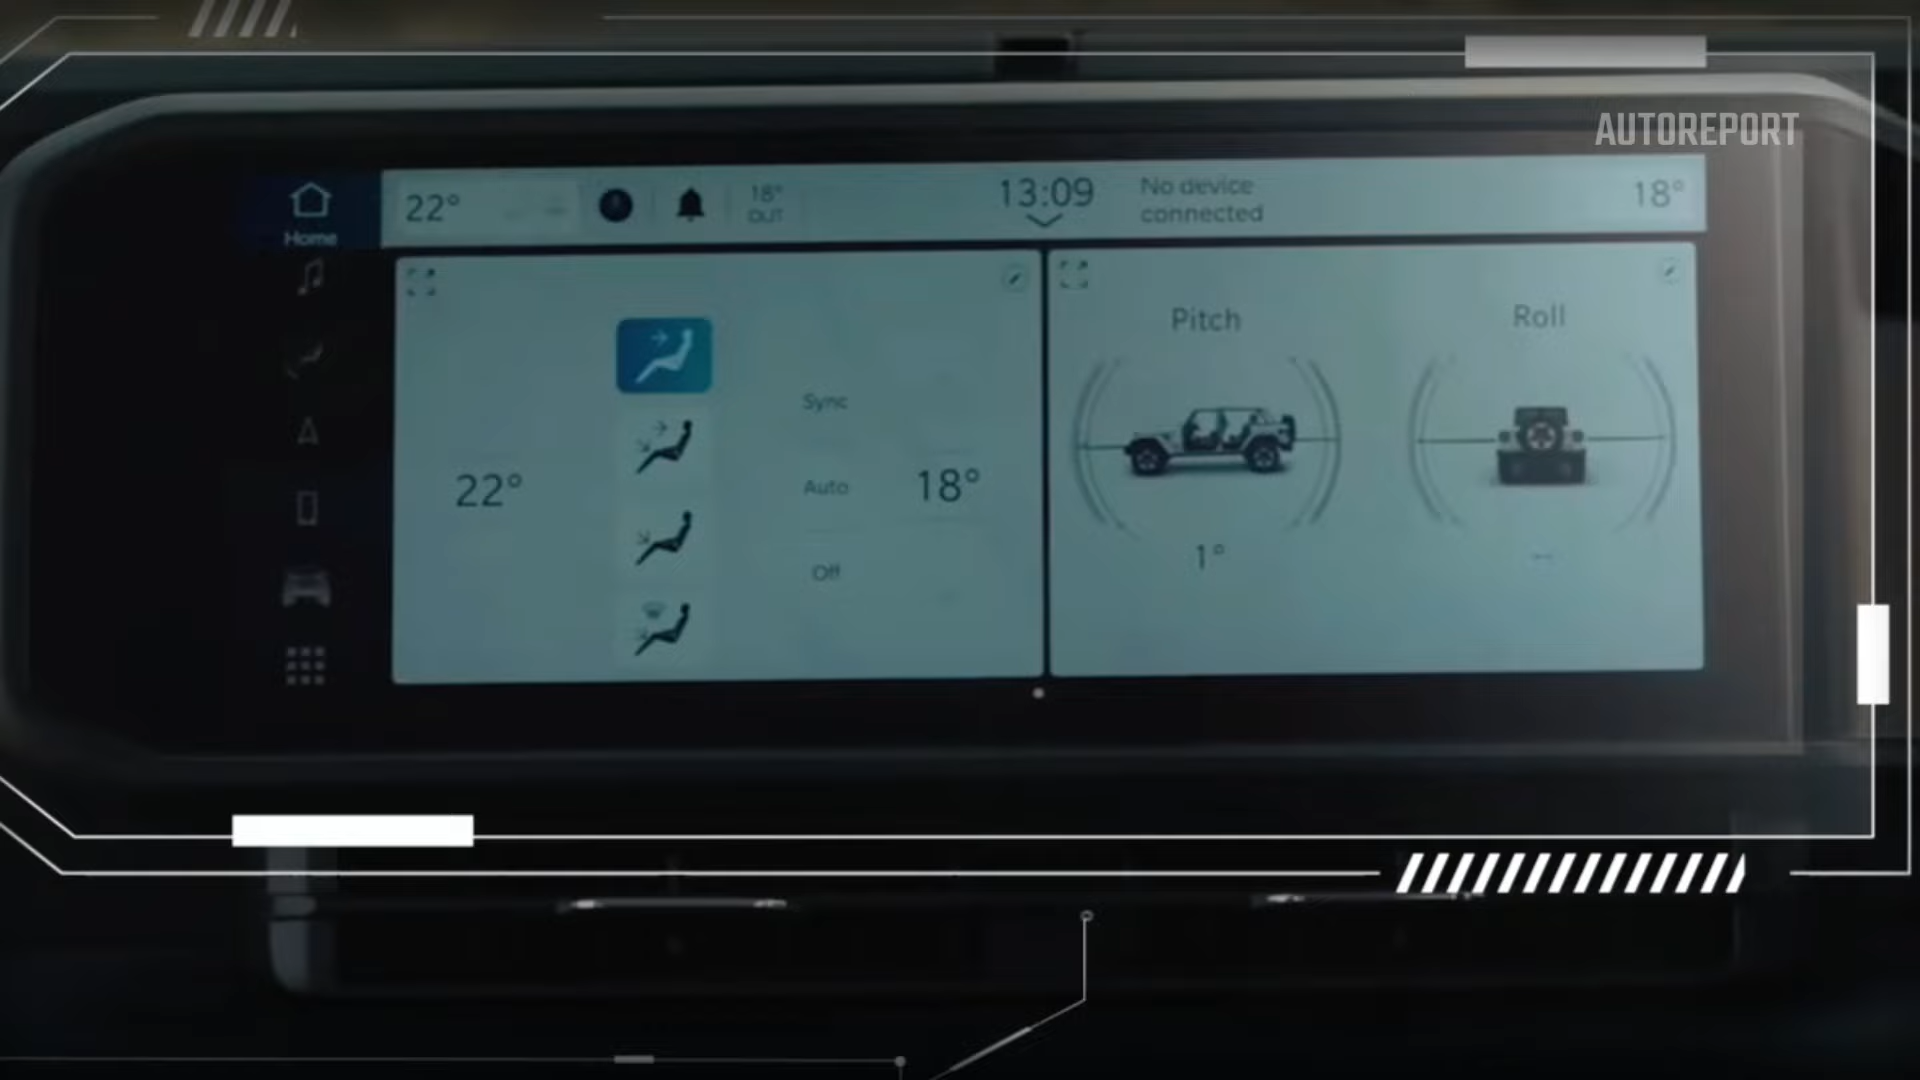 AUTOREPORT
Home
22°
18°
OUT
13:09
No device
connected
18°
22°
Sync
Auto
Off
18°
Pitch
Roll
1°
--